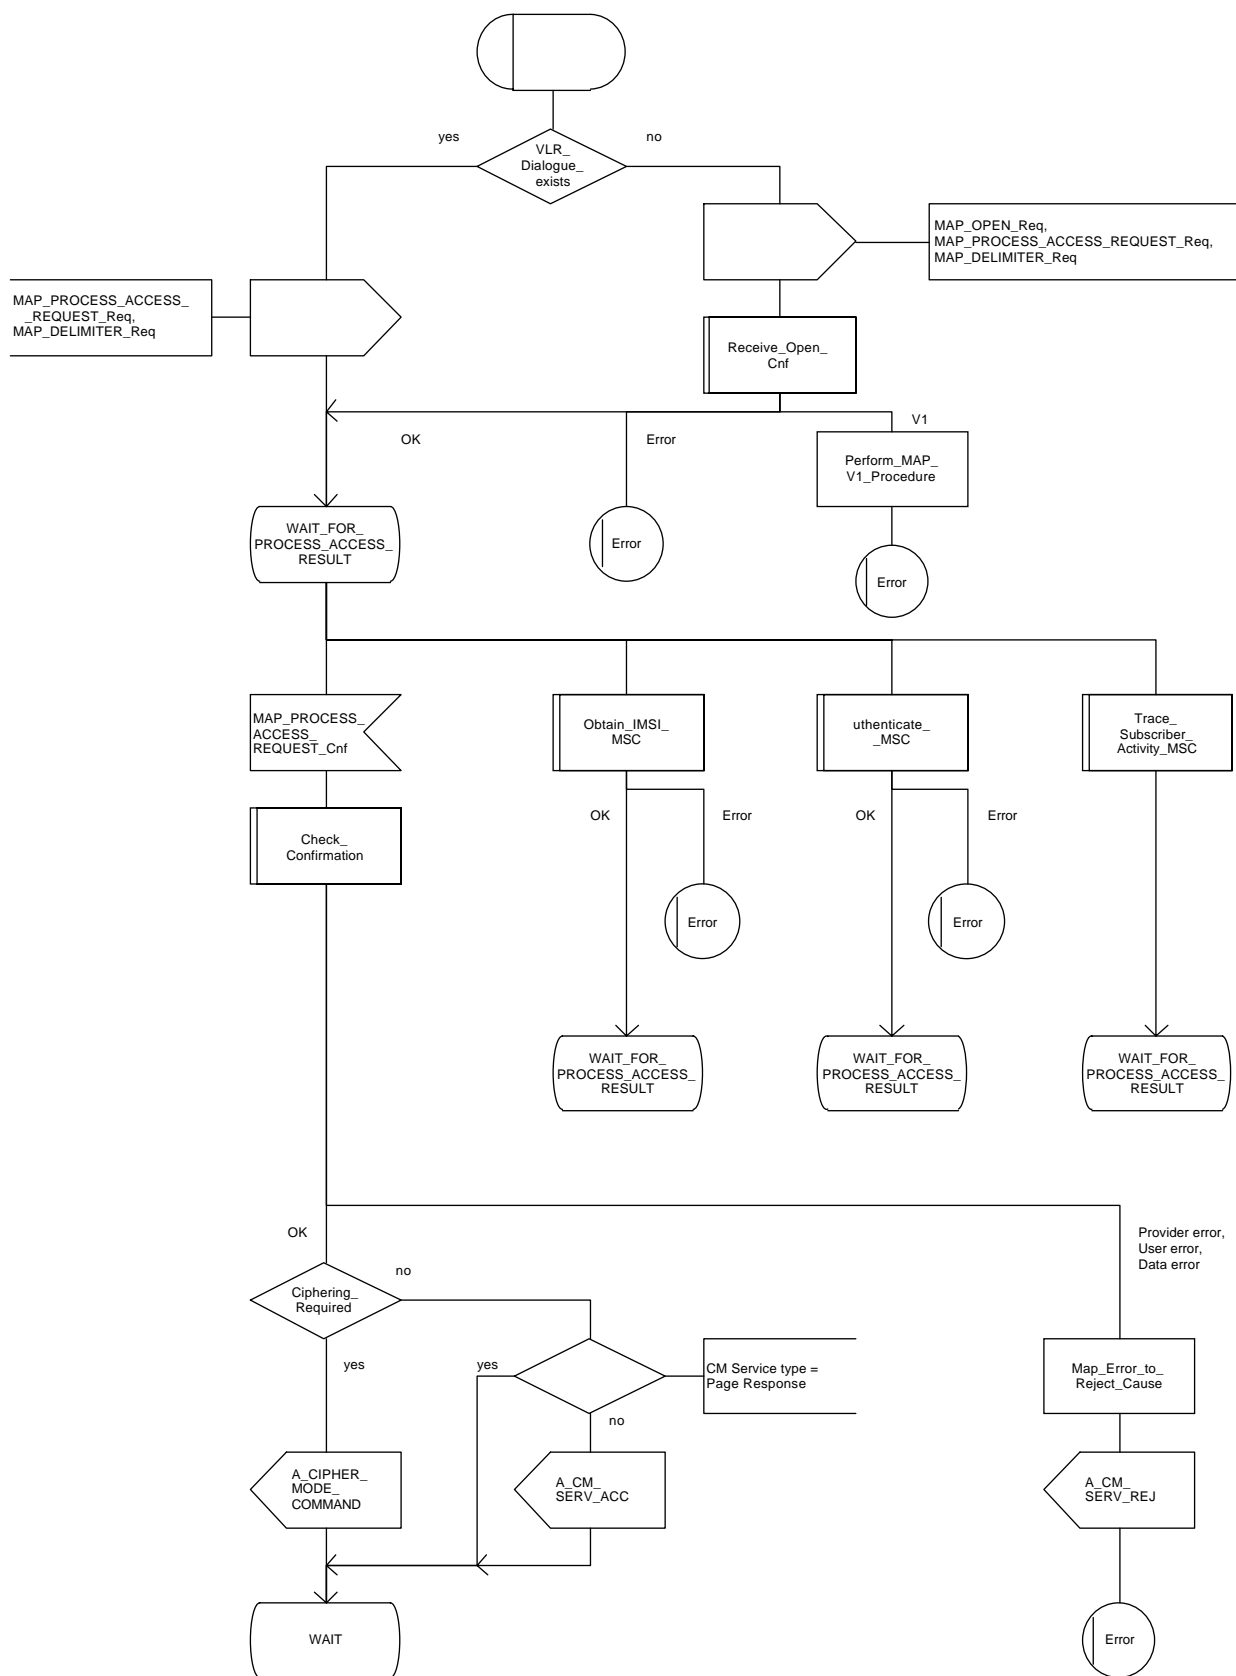 yes
no
VLR_
Dialogue_
exists
MAP_OPEN_Req,
MAP_PROCESS_ACCESS_REQUEST_Req,
MAP_DELIMITER_Req
MAP_PROCESS_ACCESS_
_REQUEST_Req,
MAP_DELIMITER_Req
Receive_Open_
Cnf
OK
Error
V1
Perform_MAP_
V1_Procedure
WAIT_FOR_
PROCESS_ACCESS_
RESULT
Error
Error
MAP_PROCESS_
ACCESS_
REQUEST_Cnf
Obtain_IMSI_
MSC
uthenticate_
_MSC
Trace_
Subscriber_
Activity_MSC
OK
Error
OK
Error
Check_
Confirmation
Error
Error
WAIT_FOR_
PROCESS_ACCESS_
RESULT
WAIT_FOR_
PROCESS_ACCESS_
RESULT
WAIT_FOR_
PROCESS_ACCESS_
RESULT
OK
Provider error,
User error,
Data error
Ciphering_
Required
no
yes
yes
CM Service type =
Page Response
Map_Error_to_
Reject_Cause
no
A_CIPHER_
MODE_
COMMAND
A_CM_
SERV_ACC
A_CM_
SERV_REJ
WAIT
Error